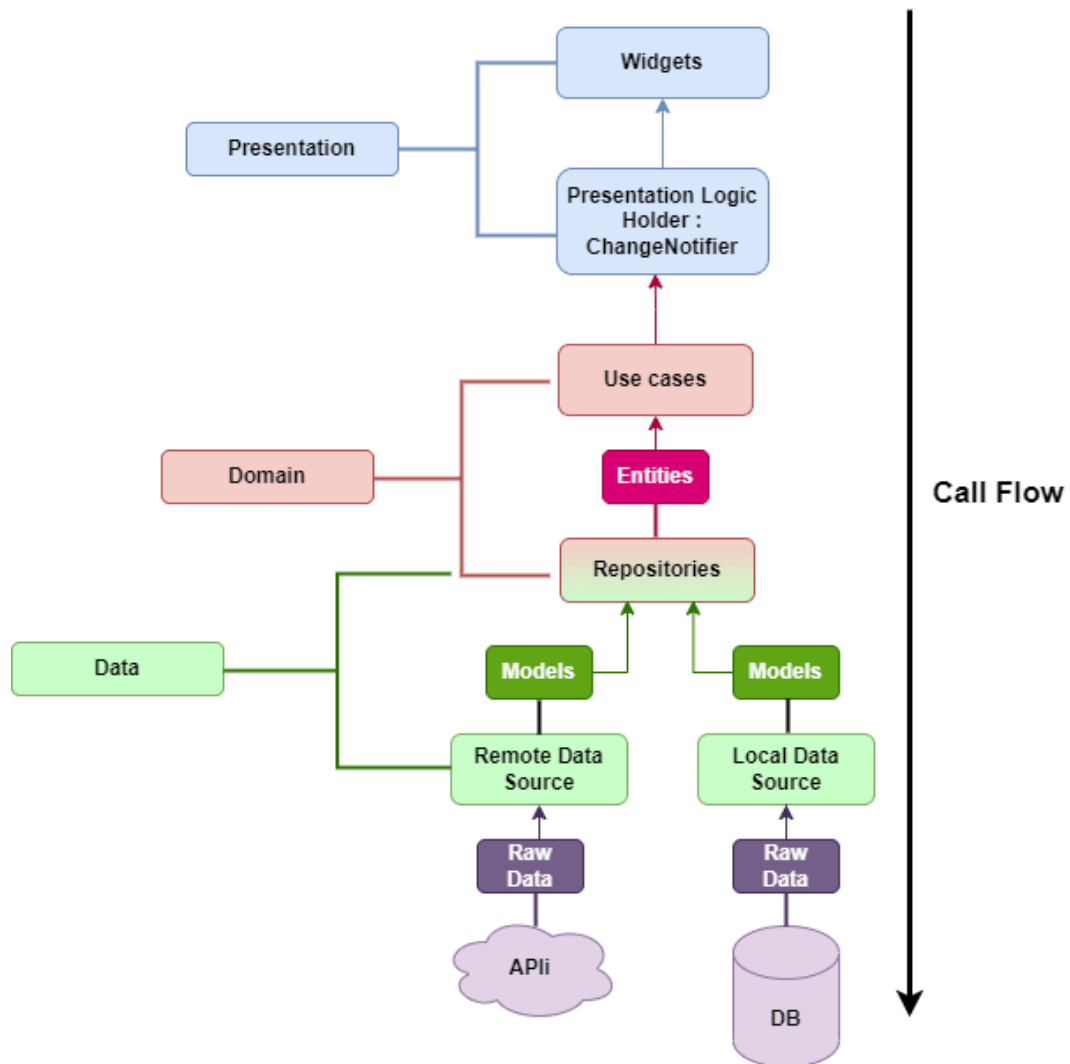 Widgets
Presentation
Presentation Logic
Holder :
ChangeNotifier
Use cases
Domain
Entities
Call Flow
Repositories
Data
Models
Models
Remote Data
Source
Local Data
Source
Raw
Data
Raw
Data
APIi
DB